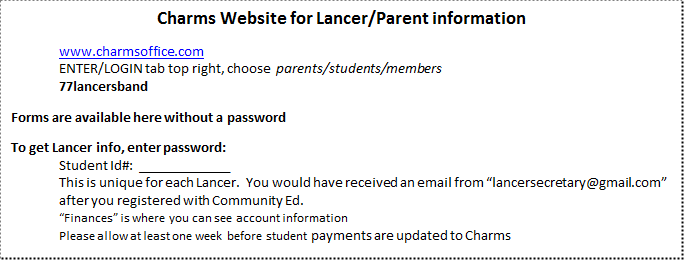 Charms Website for Lancer/Parent information
www.charmsoffice.com
ENTER/LOGIN tab top right, choose parents/students/members
77lancersband
Forms are available here without a password
To get Lancer info, enter password:
Student Id#: ____________
This is unique for each Lancer. You would have received an email from “lancersecretary@gmail.com”
after you registered with Community Ed.
“Finances” is where you can see account information
Please allow at least one week before student payments are updated to Charms